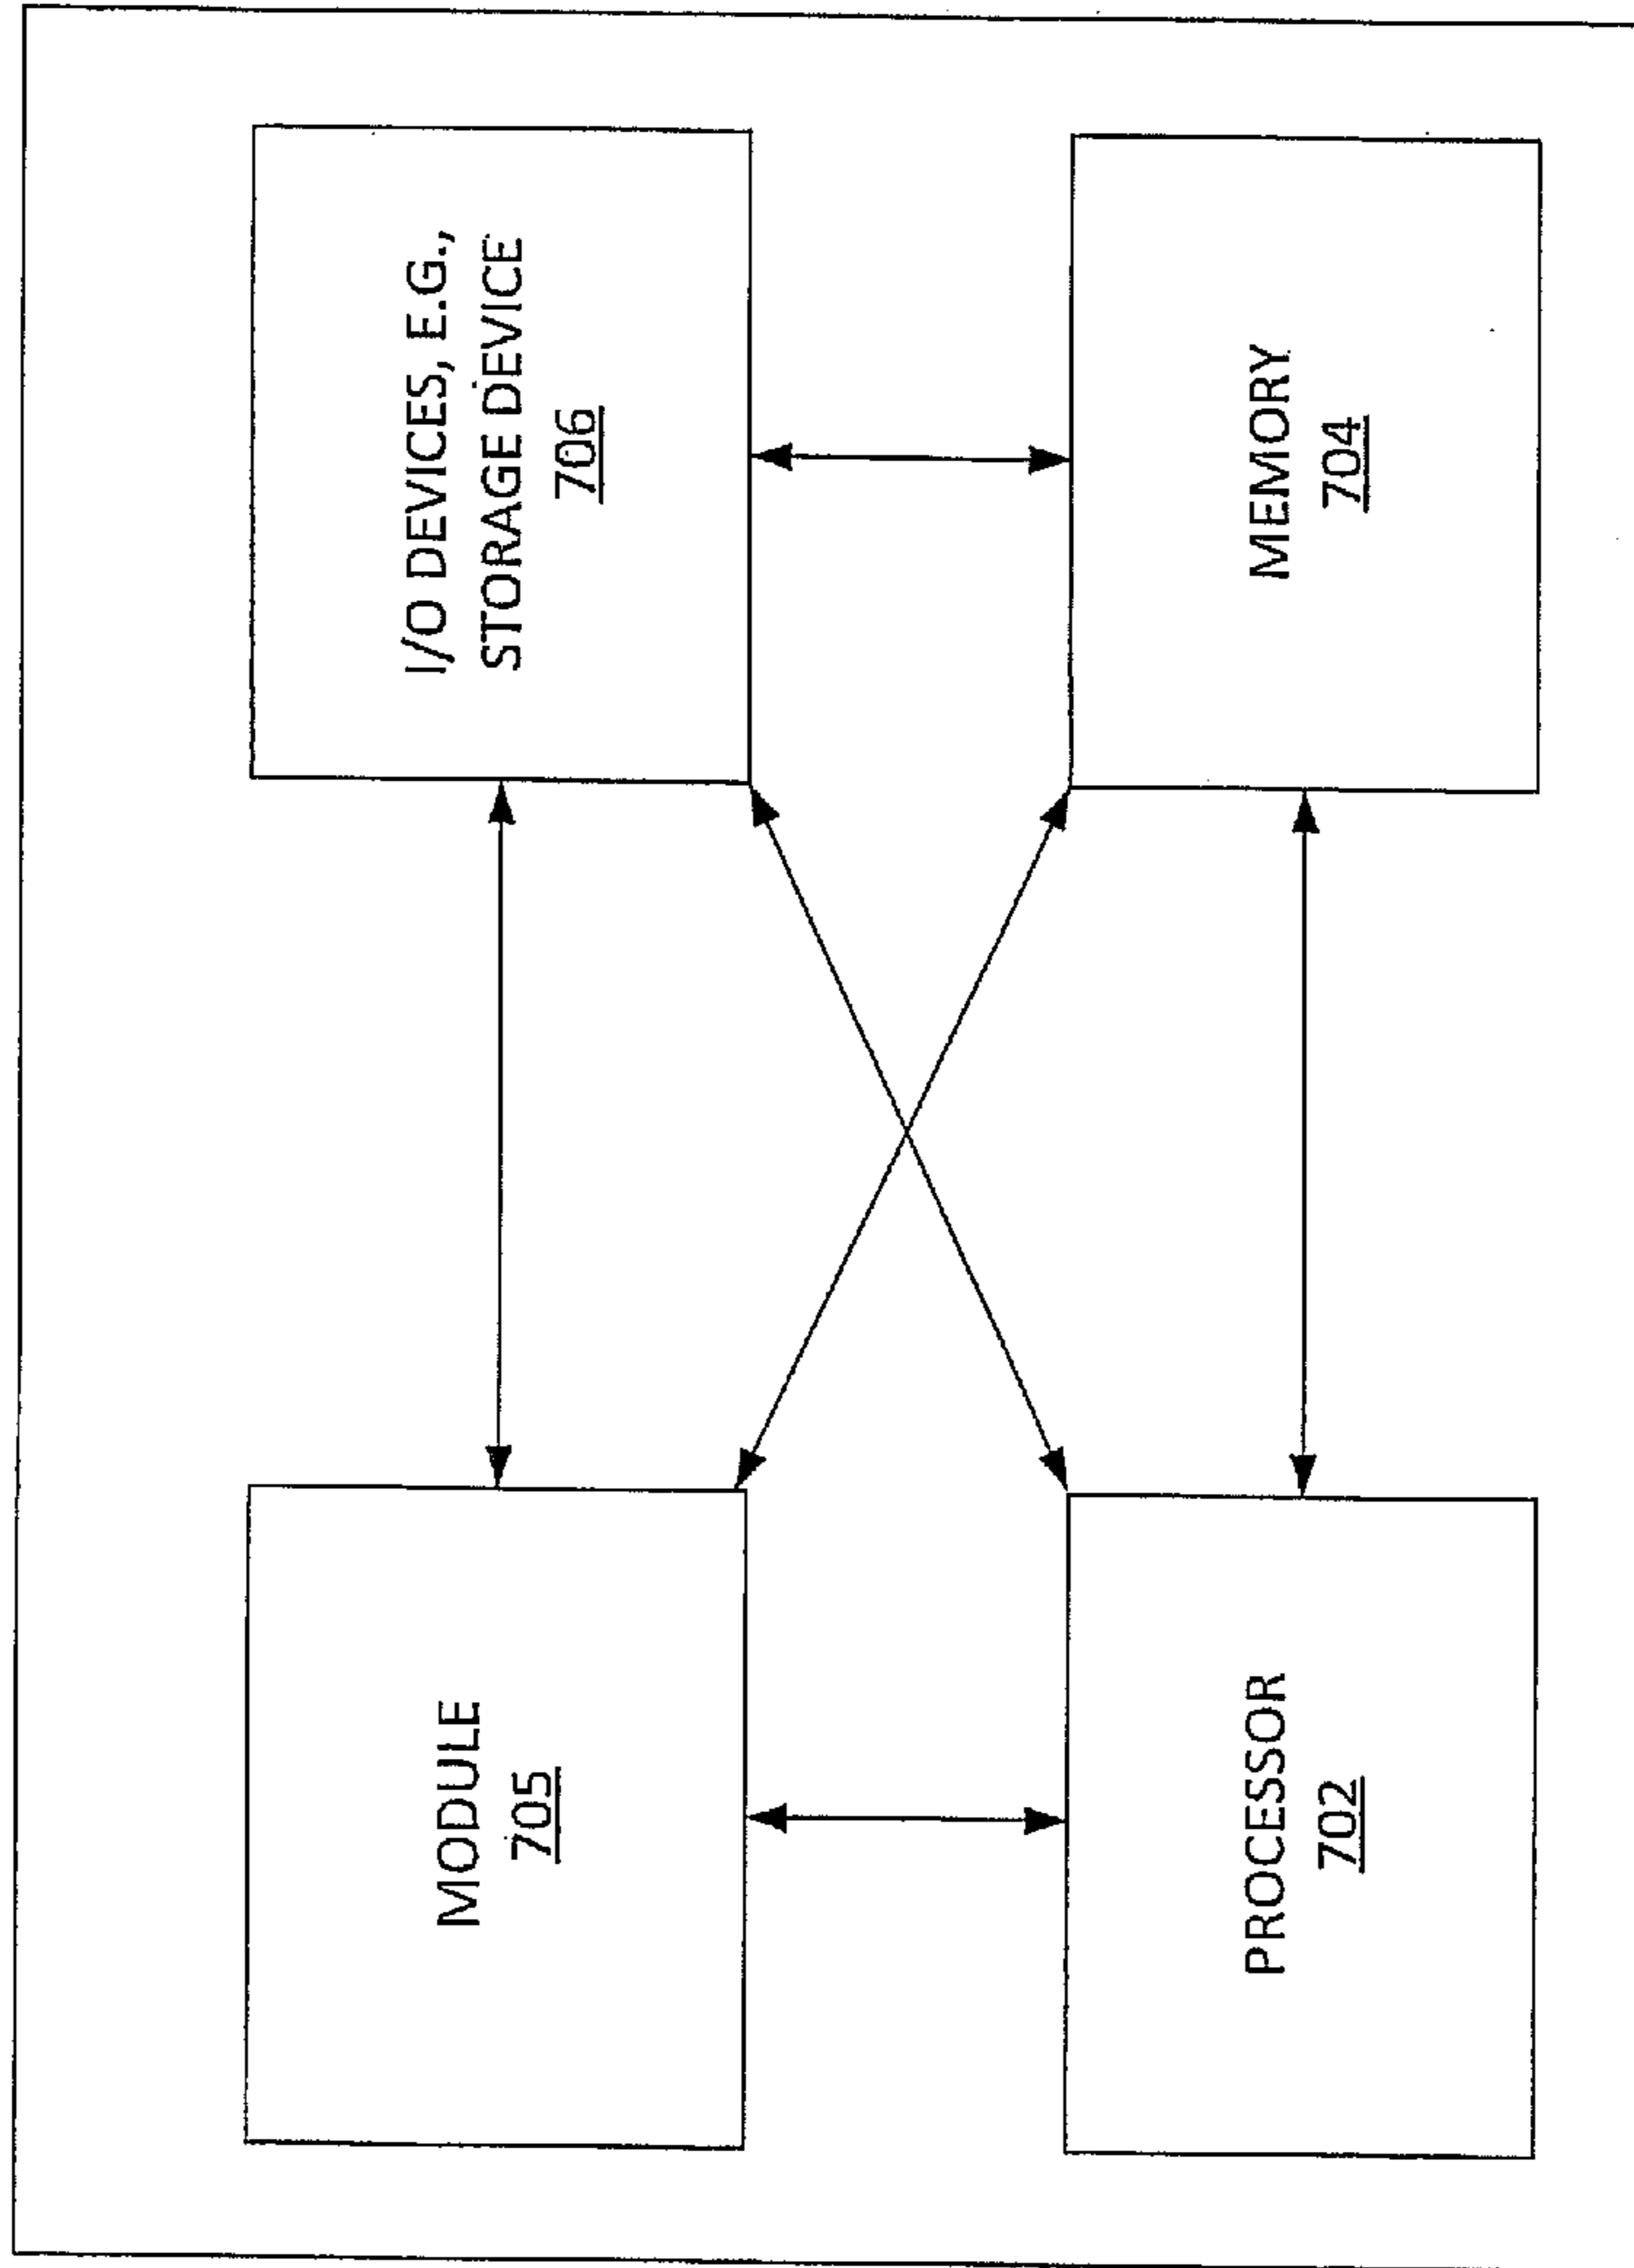 MODULE
705
I/O DEVICES, E.G.,
STORAGE DEVICE
706
PROCESSOR
702
MEMORY
704